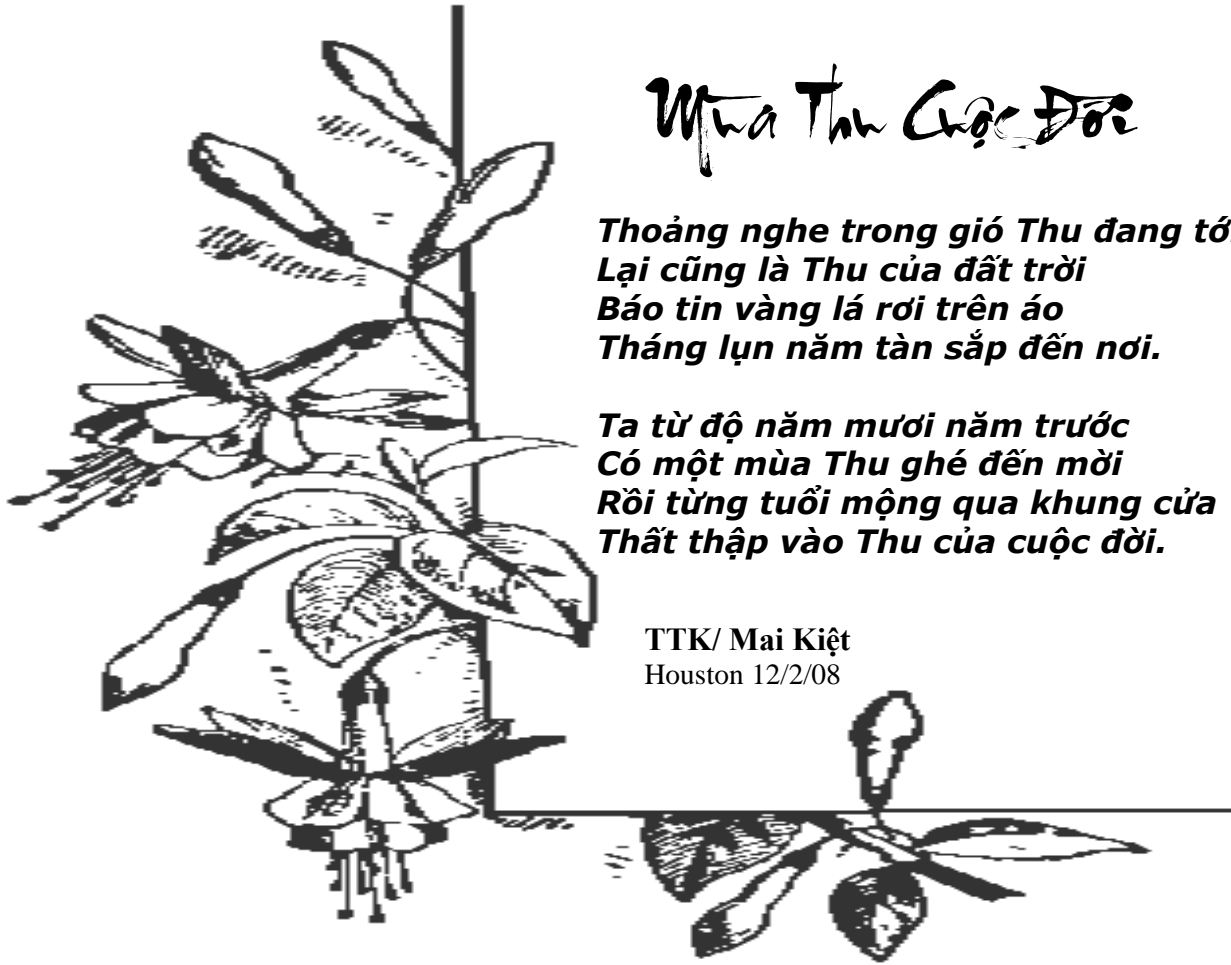 Mùa Thu Cuộc Đời
Thoảng nghe trong gió Thu đang tới
Lại cũng là Thu của đất trời
Báo tin vàng lá rơi trên áo
Tháng lụn năm tàn sắp đến nơi.
Ta từ độ năm mươi năm trước
Có một mùa Thu ghé đến mời
Rồi từng tuổi mộng qua khung cửa
Thất thập vào Thu của cuộc đời.
TTK/ Mai Kiệt
Houston 12/2/08